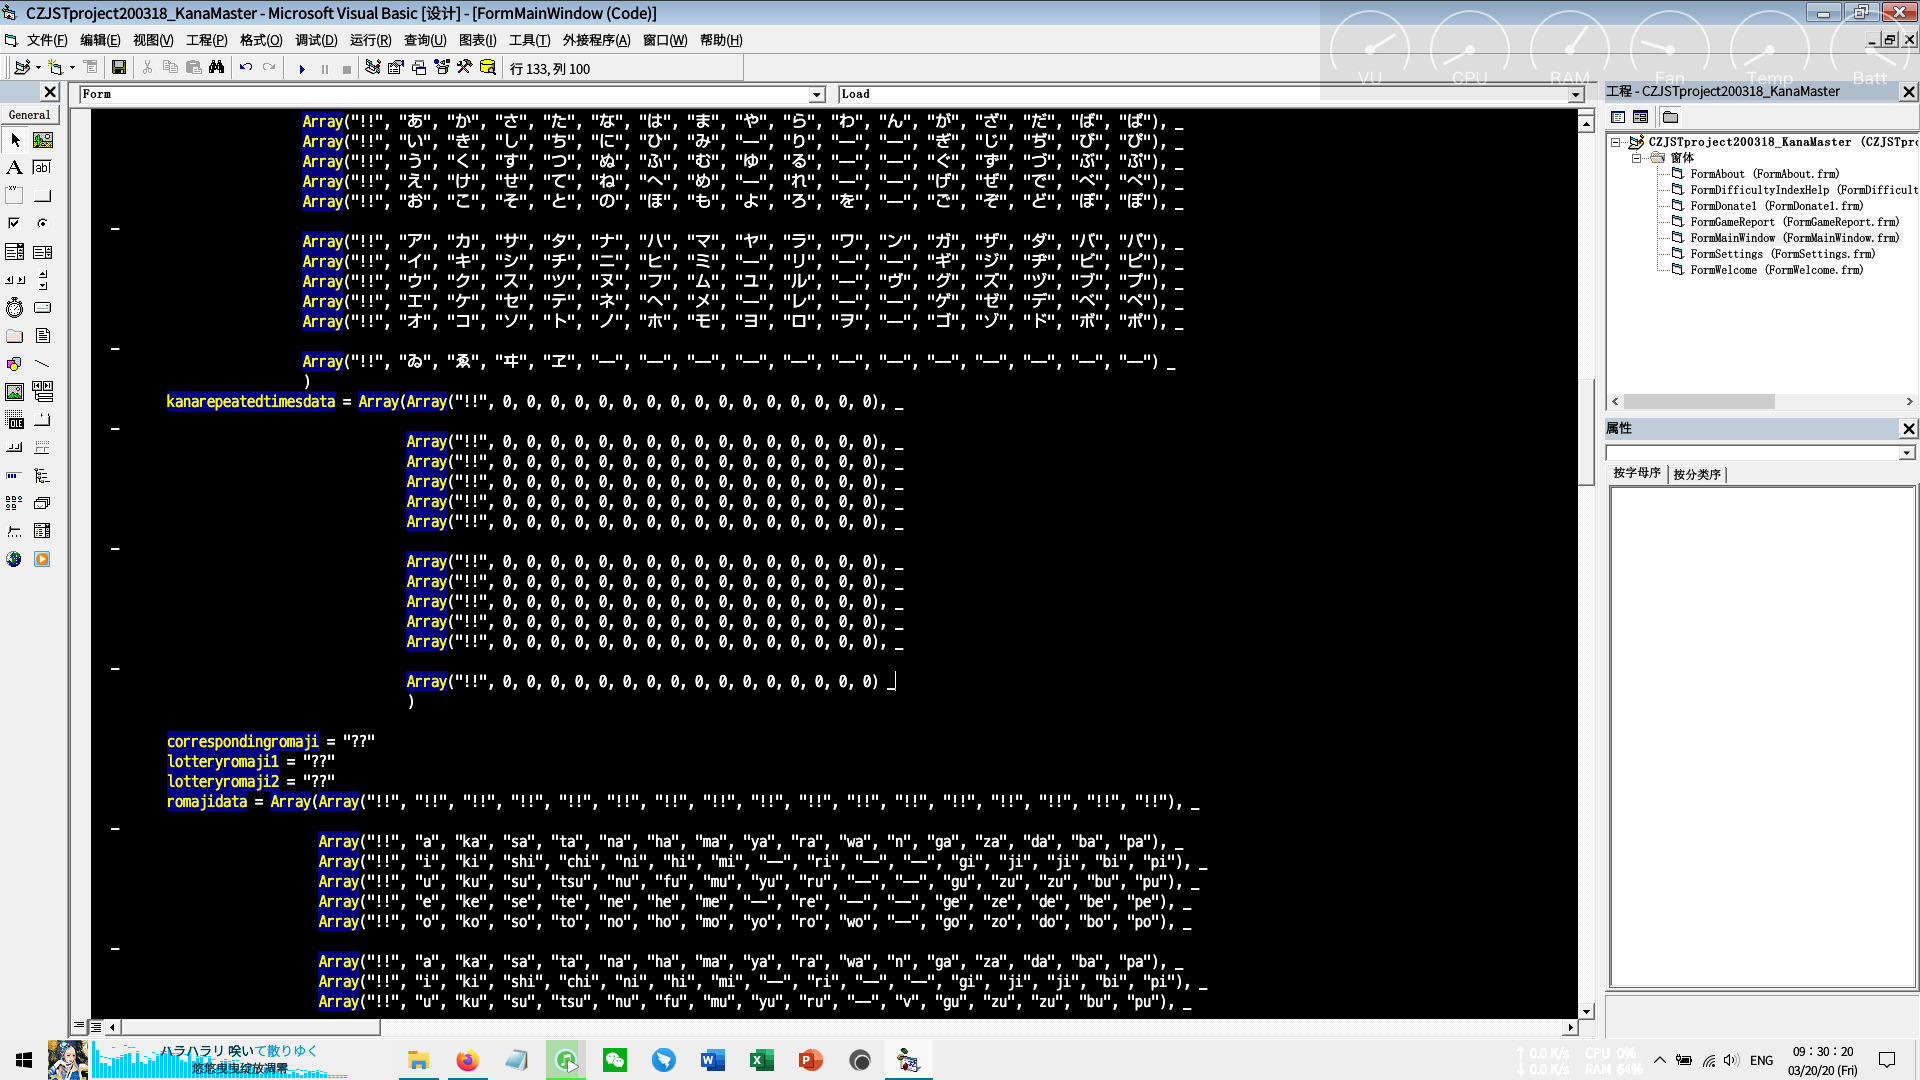 CZJSTproject200318_KanaMaster - Microsoft Visual Basic [设计] - [FormMainWindow (Code)]
文件(F) 编辑(E) 视图(V) 工程(P) 格式(O) 调试(D) 运行(R) 查询(U) 图表(I) 工具(T) 外接程序(A) 窗口(W) 帮助(H)
行 133, 列 100
VU CPU RAM Fan Temp Batt
General
Form Load
Array("!!", "あ", "か", "さ", "た", "な", "は", "ま", "や", "ら", "わ", "ん", "が", "ざ", "だ", "ば", "ぱ"), _
Array("!!", "い", "き", "し", "ち", "に", "ひ", "み", "——", "り", "——", "——", "ぎ", "じ", "ぢ", "び", "ぴ"), _
Array("!!", "う", "く", "す", "つ", "ぬ", "ふ", "む", "ゆ", "る", "——", "——", "ぐ", "ず", "づ", "ぶ", "ぷ"), _
Array("!!", "え", "け", "せ", "て", "ね", "へ", "め", "——", "れ", "——", "——", "げ", "ぜ", "で", "べ", "ぺ"), _
Array("!!", "お", "こ", "そ", "と", "の", "ほ", "も", "よ", "ろ", "を", "——", "ご", "ぞ", "ど", "ぼ", "ぽ"), _
_
Array("!!", "ア", "カ", "サ", "タ", "ナ", "ハ", "マ", "ヤ", "ラ", "ワ", "ン", "ガ", "ザ", "ダ", "バ", "パ"), _
Array("!!", "イ", "キ", "シ", "チ", "ニ", "ヒ", "ミ", "——", "リ", "——", "——", "ギ", "ジ", "ヂ", "ビ", "ピ"), _
Array("!!", "ウ", "ク", "ス", "ツ", "ヌ", "フ", "ム", "ユ", "ル", "——", "ヴ", "グ", "ズ", "ヅ", "ブ", "プ"), _
Array("!!", "エ", "ケ", "セ", "テ", "ネ", "ヘ", "メ", "——", "レ", "——", "——", "ゲ", "ゼ", "デ", "ベ", "ペ"), _
Array("!!", "オ", "コ", "ソ", "ト", "ノ", "ホ", "モ", "ヨ", "ロ", "ヲ", "——", "ゴ", "ゾ", "ド", "ボ", "ポ"), _
_
Array("!!", "ゐ", "ゑ", "ヰ", "ヱ", "——", "——", "——", "——", "——", "——", "——", "——", "——", "——", "——", "——") _
)
kanarepeatedtimesdata = Array(Array("!!", 0, 0, 0, 0, 0, 0, 0, 0, 0, 0, 0, 0, 0, 0, 0, 0), _
_
Array("!!", 0, 0, 0, 0, 0, 0, 0, 0, 0, 0, 0, 0, 0, 0, 0, 0), _
Array("!!", 0, 0, 0, 0, 0, 0, 0, 0, 0, 0, 0, 0, 0, 0, 0, 0), _
Array("!!", 0, 0, 0, 0, 0, 0, 0, 0, 0, 0, 0, 0, 0, 0, 0, 0), _
Array("!!", 0, 0, 0, 0, 0, 0, 0, 0, 0, 0, 0, 0, 0, 0, 0, 0), _
Array("!!", 0, 0, 0, 0, 0, 0, 0, 0, 0, 0, 0, 0, 0, 0, 0, 0), _
_
Array("!!", 0, 0, 0, 0, 0, 0, 0, 0, 0, 0, 0, 0, 0, 0, 0, 0), _
Array("!!", 0, 0, 0, 0, 0, 0, 0, 0, 0, 0, 0, 0, 0, 0, 0, 0), _
Array("!!", 0, 0, 0, 0, 0, 0, 0, 0, 0, 0, 0, 0, 0, 0, 0, 0), _
Array("!!", 0, 0, 0, 0, 0, 0, 0, 0, 0, 0, 0, 0, 0, 0, 0, 0), _
Array("!!", 0, 0, 0, 0, 0, 0, 0, 0, 0, 0, 0, 0, 0, 0, 0, 0), _
_
Array("!!", 0, 0, 0, 0, 0, 0, 0, 0, 0, 0, 0, 0, 0, 0, 0, 0) _
)
correspondingromaji = "??"
lotteryromaji1 = "??"
lotteryromaji2 = "??"
romajidata = Array(Array("!!", "!!", "!!", "!!", "!!", "!!", "!!", "!!", "!!", "!!", "!!", "!!", "!!", "!!", "!!", "!!", "!!"), _
_
Array("!!", "a", "ka", "sa", "ta", "na", "ha", "ma", "ya", "ra", "wa", "n", "ga", "za", "da", "ba", "pa"), _
Array("!!", "i", "ki", "shi", "chi", "ni", "hi", "mi", "——", "ri", "——", "——", "gi", "ji", "ji", "bi", "pi"), _
Array("!!", "u", "ku", "su", "tsu", "nu", "fu", "mu", "yu", "ru", "——", "——", "gu", "zu", "zu", "bu", "pu"), _
Array("!!", "e", "ke", "se", "te", "ne", "he", "me", "——", "re", "——", "——", "ge", "ze", "de", "be", "pe"), _
Array("!!", "o", "ko", "so", "to", "no", "ho", "mo", "yo", "ro", "wo", "——", "go", "zo", "do", "bo", "po"), _
_
Array("!!", "a", "ka", "sa", "ta", "na", "ha", "ma", "ya", "ra", "wa", "n", "ga", "za", "da", "ba", "pa"), _
Array("!!", "i", "ki", "shi", "chi", "ni", "hi", "mi", "——", "ri", "——", "——", "gi", "ji", "ji", "bi", "pi"), _
Array("!!", "u", "ku", "su", "tsu", "nu", "fu", "mu", "yu", "ru", "——", "v", "gu", "zu", "zu", "bu", "pu"), _
工程 - CZJSTproject200318_KanaMaster
CZJSTproject200318_KanaMaster (CZJSTpr
窗体
FormAbout (FormAbout.frm)
FormDifficultyIndexHelp (FormDifficult
FormDonate1 (FormDonate1.frm)
FormGameReport (FormGameReport.frm)
FormMainWindow (FormMainWindow.frm)
FormSettings (FormSettings.frm)
FormWelcome (FormWelcome.frm)
属性
按字母序 按分类序
ハラハラリ 咲いて散りゆく
悠悠曳曳绽放凋零
↑ 0.0 K/s CPU 0%
↓ 0.0 K/s RAM 64%
ENG
09：30：20
03/20/20 (Fri)